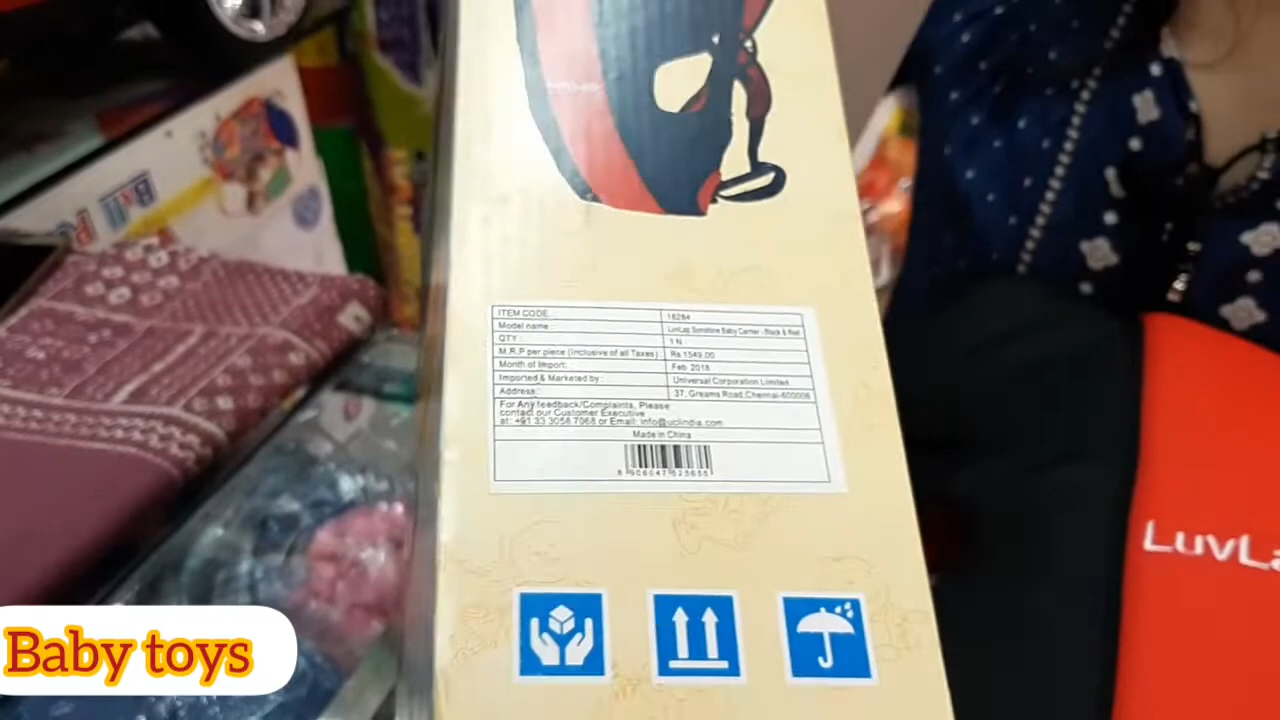 Ball P
ITEM CODE 18284
Model name LuvLap Sunshine Baby Carrier - Black & Red
QTY : 1 N
M.R.P per piece (Inclusive of all Taxes) : Rs.1549.00
Month of Import: Feb 2018
Imported & Marketed by : Universal Corporation Limited
Address: 37, Greams Road,Chennai-600006
For Any feedback/Complaints, Please
contact our Customer Executive
at: +91 33 3058 7068 or Email: info@uclindia.com
Made in China
LuvLa
Baby toys